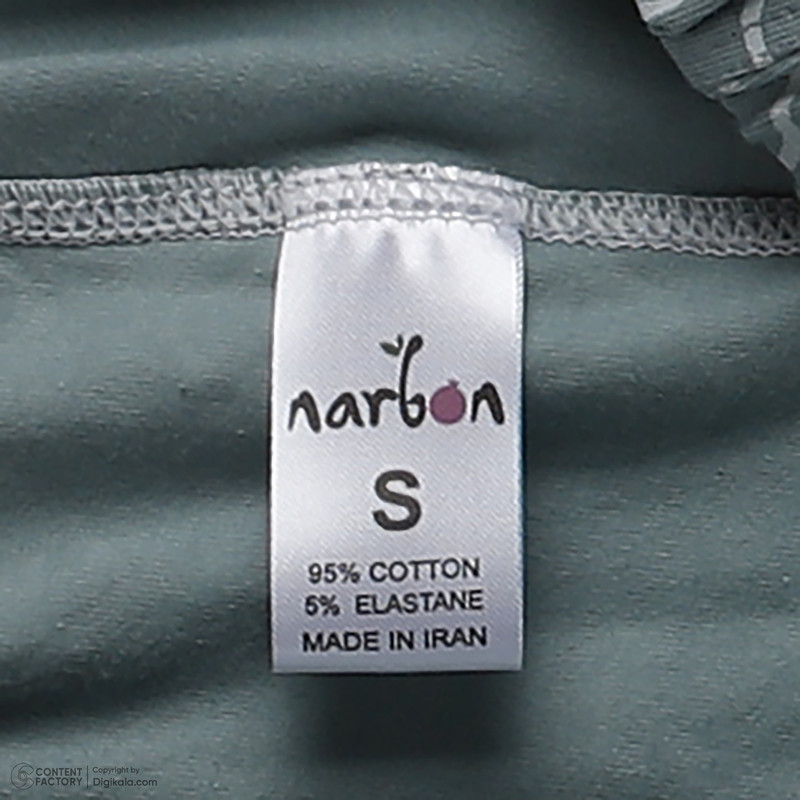 narbon
S
95% COTTON
5% ELASTANE
MADE IN IRAN
CONTENT
FACTORY
Copyright by
Digikala.com